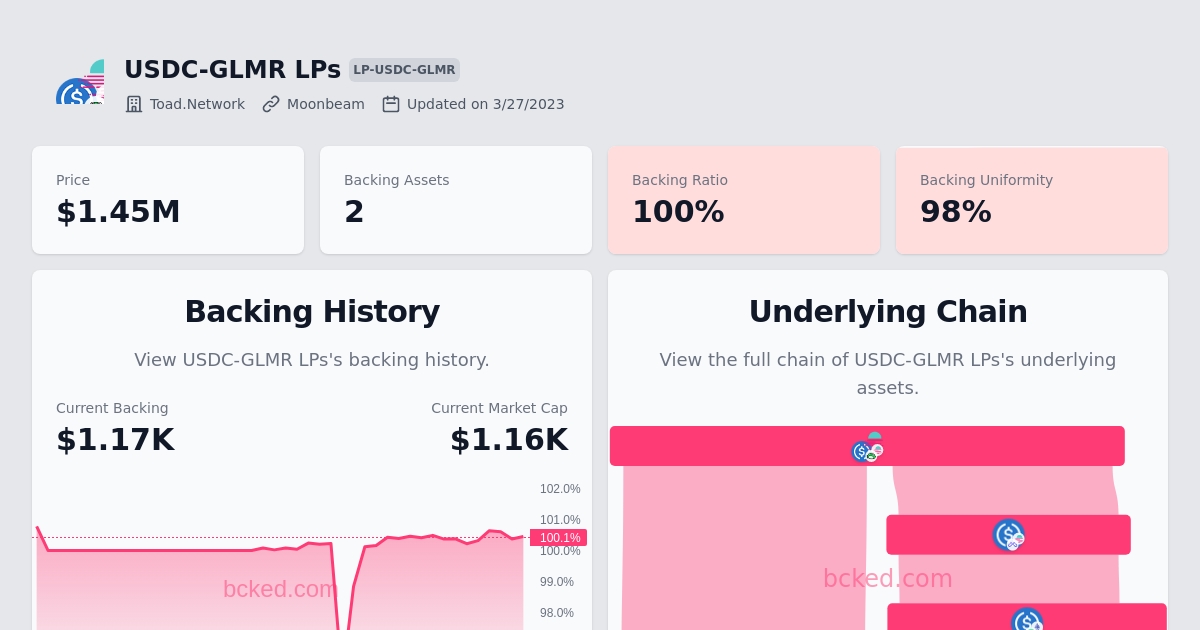 USDC-GLMR LPs LP-USDC-GLMR
Toad.Network Moonbeam Updated on 3/27/2023
Price
$1.45M
Backing Assets
2
Backing Ratio
100%
Backing Uniformity
98%
Backing History
View USDC-GLMR LPs's backing history.
Current Backing
$1.17K
Current Market Cap
$1.16K
102.0%
101.0%
100.1%
100.0%
99.0%
98.0%
bcked.com
Underlying Chain
View the full chain of USDC-GLMR LPs's underlying
assets.
bcked.com